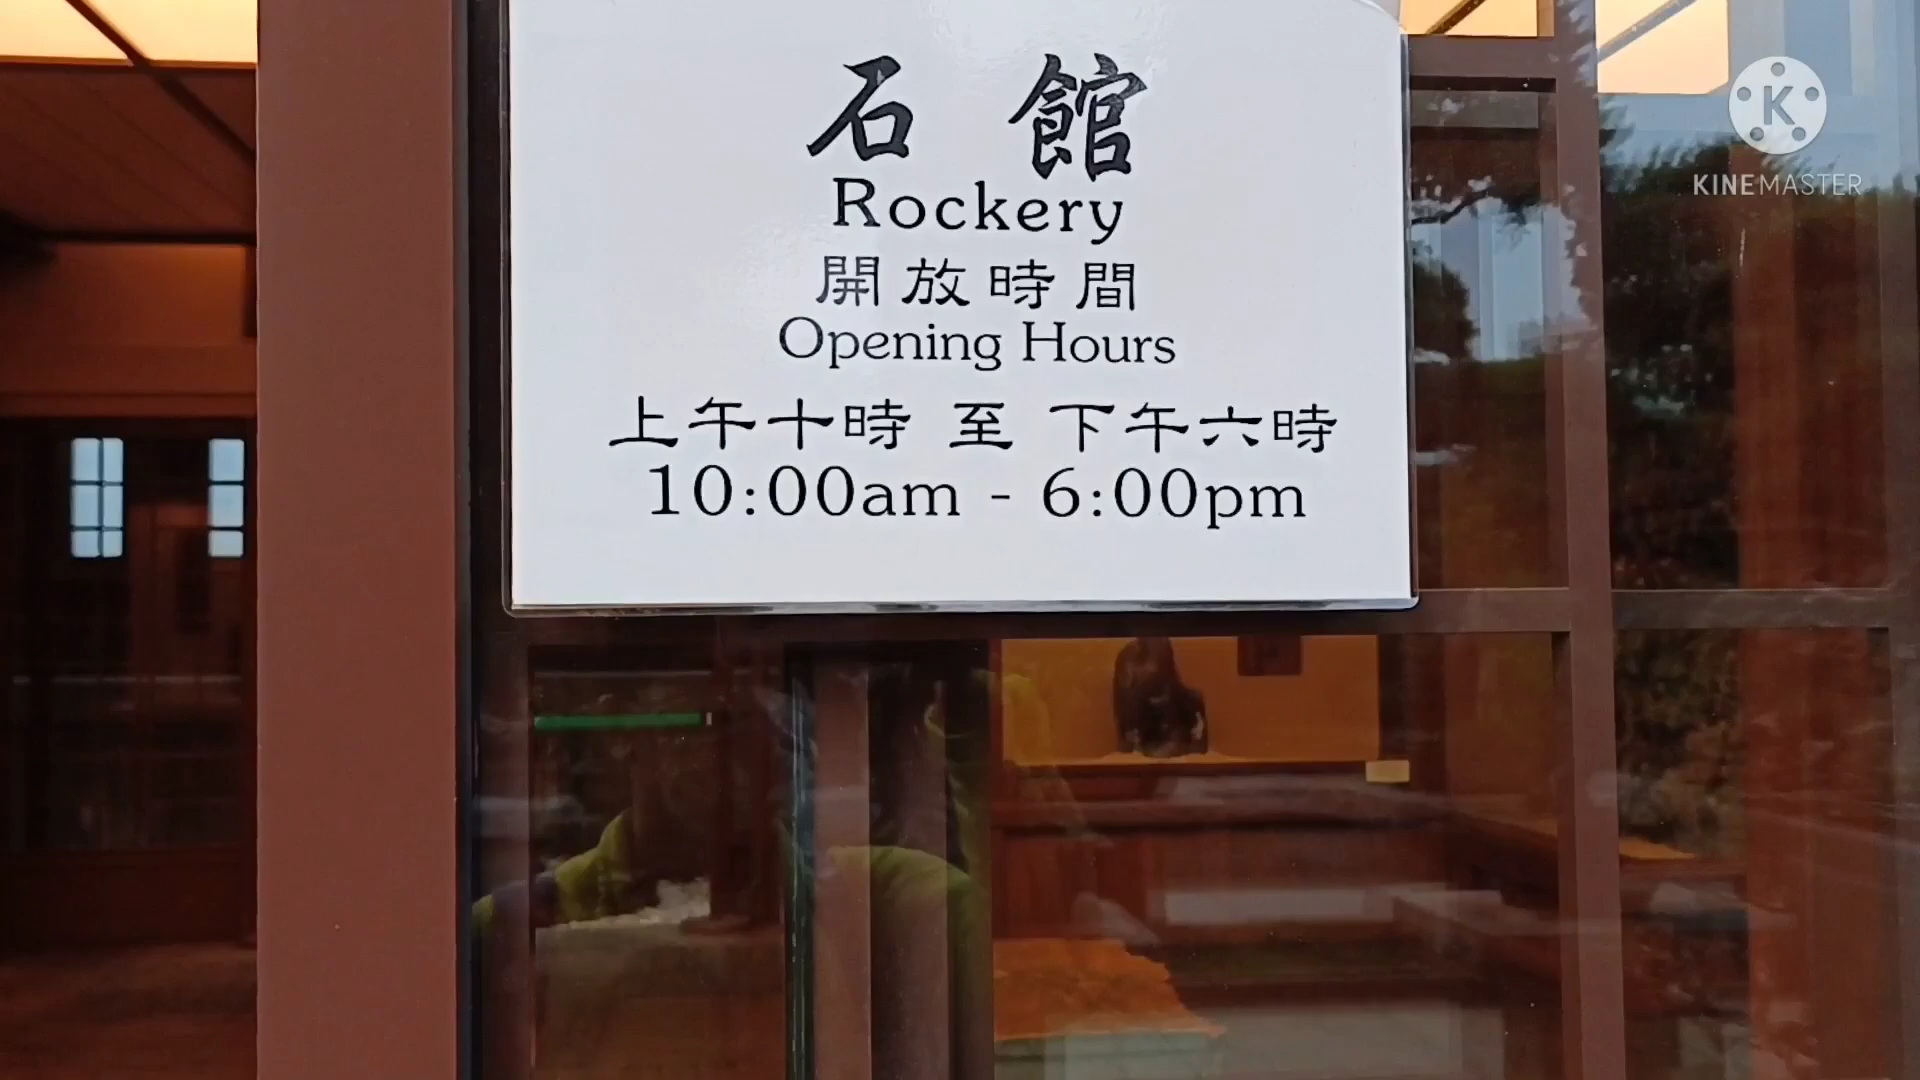 石館
Rockery
開放時間
Opening Hours
上午十時 至 下午六時
10:00am - 6:00pm
K
KINEMASTER